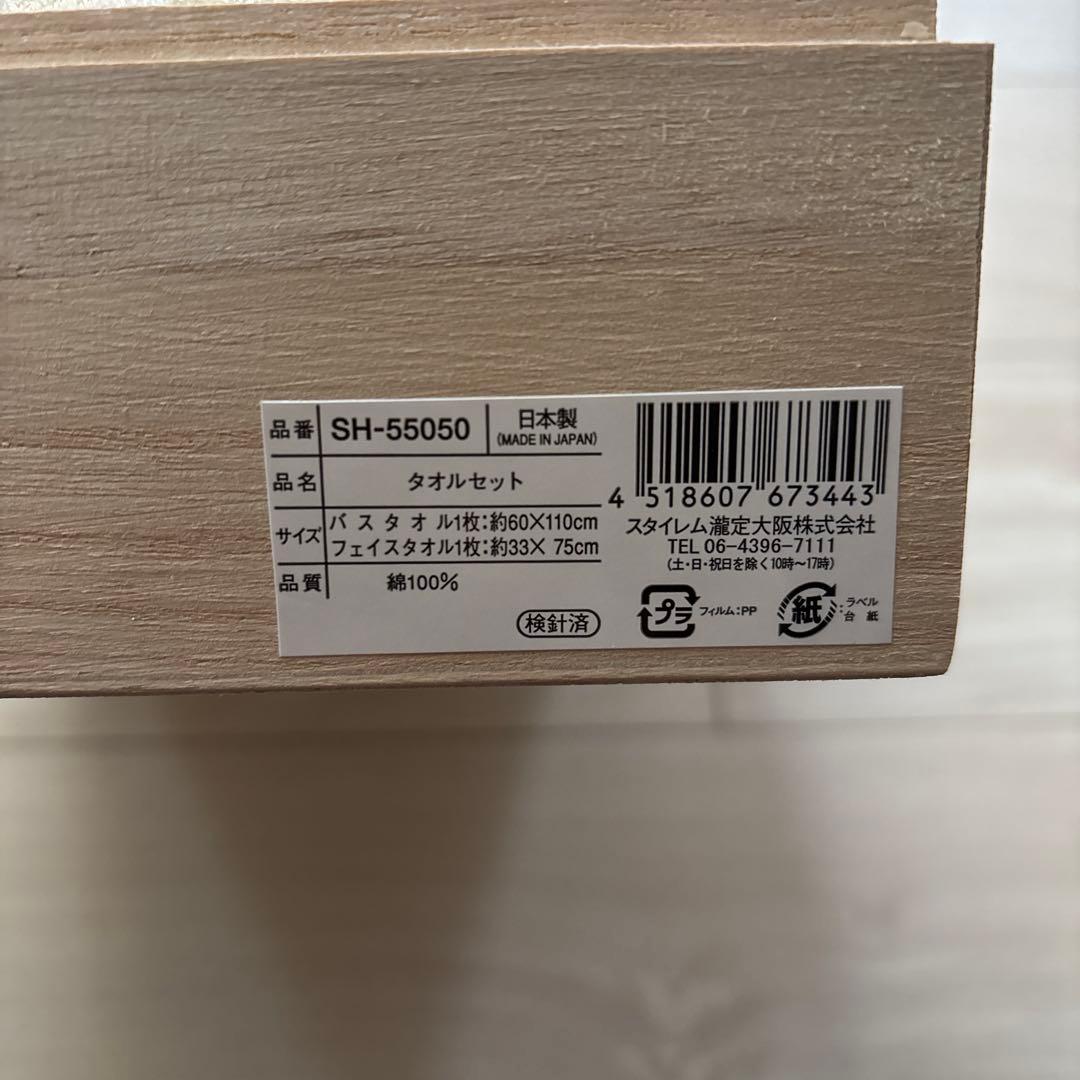 品番 SH-55050 日本製
(MADE IN JAPAN)
品名 タオルセット
サイズ バスタオル1枚:約60×110cm
フェイスタオル1枚:約33× 75cm
品質 綿100%
検針済
4 518607 673443
スタイレム瀧定大阪株式会社
TEL 06-4396-7111
(土・日・祝日を除く10時〜17時)
プラ フィルム:PP
紙 :ラベル
台紙